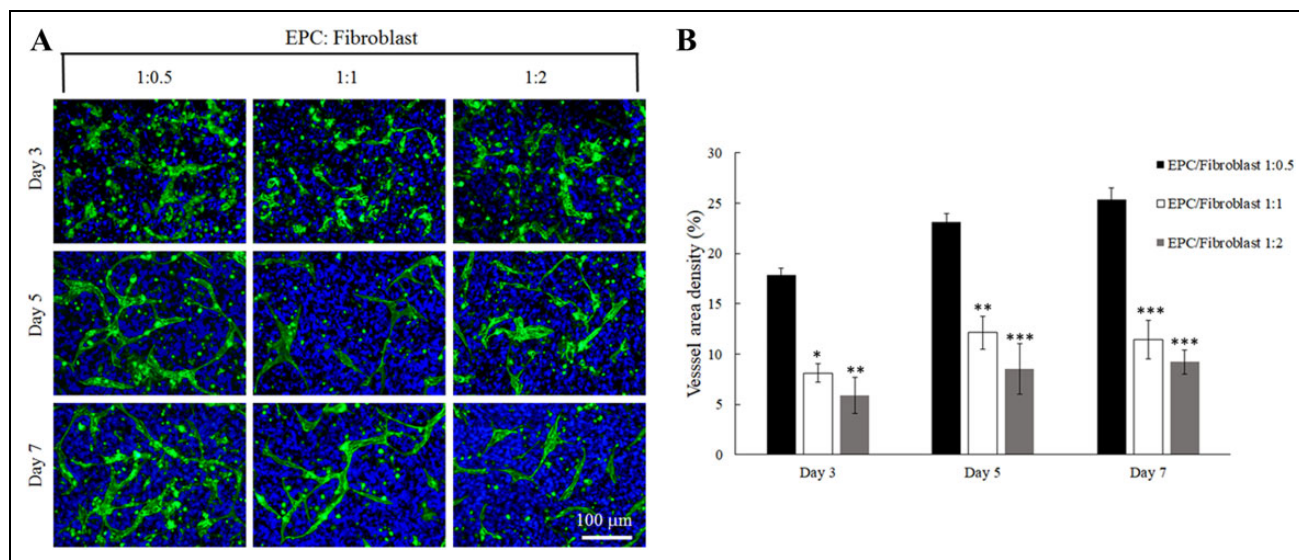 A
EPC: Fibroblast
1:0.5
1:1
1:2
Day 3
Day 5
Day 7
100 μm
B
Vesssel area density (%)
30
25
20
15
10
5
0
* ** ** *** *** ***
Day 3
Day 5
Day 7
EPC/Fibroblast 1:0.5
EPC/Fibroblast 1:1
EPC/Fibroblast 1:2